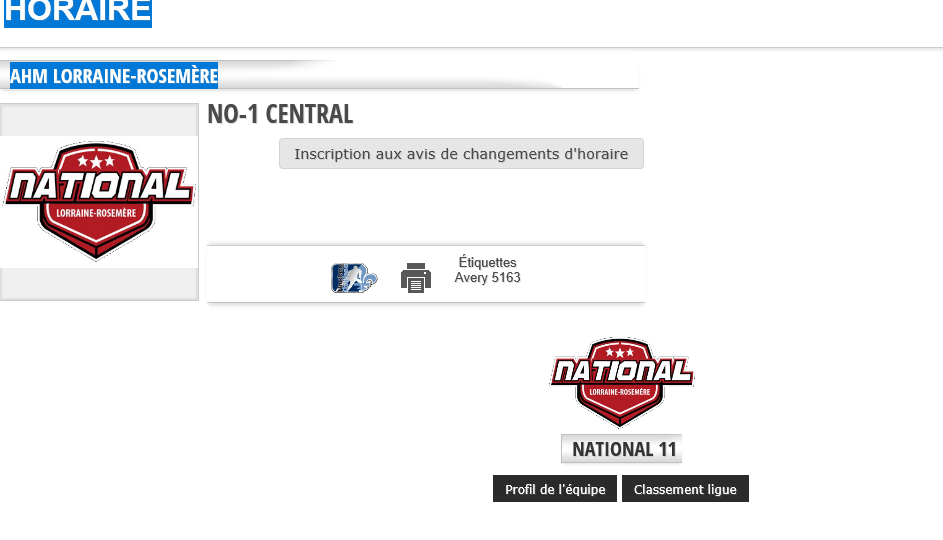 HORAIRE
AHM LORRAINE-ROSEMÈRE
NO-1 CENTRAL
Inscription aux avis de changements d'horaire
NATIONAL
LORRAINE-ROSEMÈRE
Étiquettes
Avery 5163
NATIONAL
LORRAINE-ROSEMÈRE
NATIONAL 11
Profil de l'équipe
Classement ligue